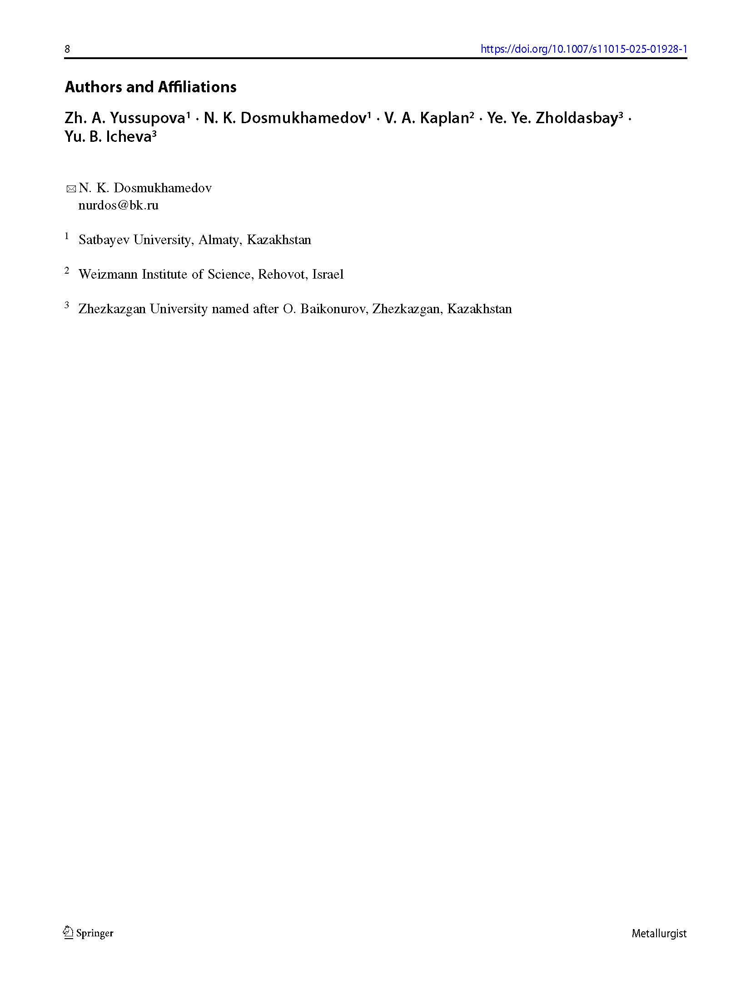 8 https://doi.org/10.1007/s11015-025-01928-1
Authors and Affiliations
Zh. A. Yussupova¹ · N. K. Dosmukhamedov¹ · V. A. Kaplan² · Ye. Ye. Zholdasbay³ ·
Yu. B. Icheva³
✉ N. K. Dosmukhamedov
nurdos@bk.ru
¹ Satbayev University, Almaty, Kazakhstan
² Weizmann Institute of Science, Rehovot, Israel
³ Zhezkazgan University named after O. Baikonurov, Zhezkazgan, Kazakhstan
Springer Metallurgist